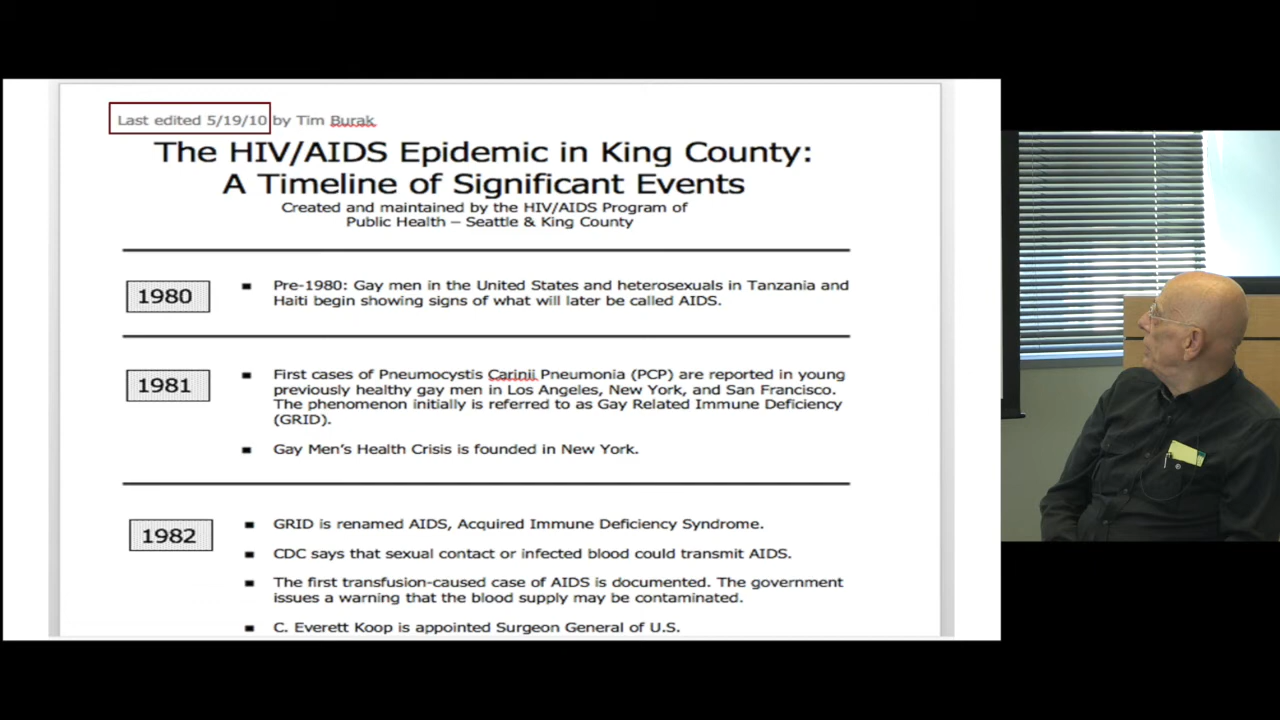 Last edited 5/19/10 by Tim Burak
The HIV/AIDS Epidemic in King County:
A Timeline of Significant Events
Created and maintained by the HIV/AIDS Program of
Public Health – Seattle & King County
1980
▪ Pre-1980: Gay men in the United States and heterosexuals in Tanzania and
Haiti begin showing signs of what will later be called AIDS.
1981
▪ First cases of Pneumocystis Carinii Pneumonia (PCP) are reported in young
previously healthy gay men in Los Angeles, New York, and San Francisco.
The phenomenon initially is referred to as Gay Related Immune Deficiency
(GRID).
▪ Gay Men’s Health Crisis is founded in New York.
1982
▪ GRID is renamed AIDS, Acquired Immune Deficiency Syndrome.
▪ CDC says that sexual contact or infected blood could transmit AIDS.
▪ The first transfusion-caused case of AIDS is documented. The government
issues a warning that the blood supply may be contaminated.
▪ C. Everett Koop is appointed Surgeon General of U.S.